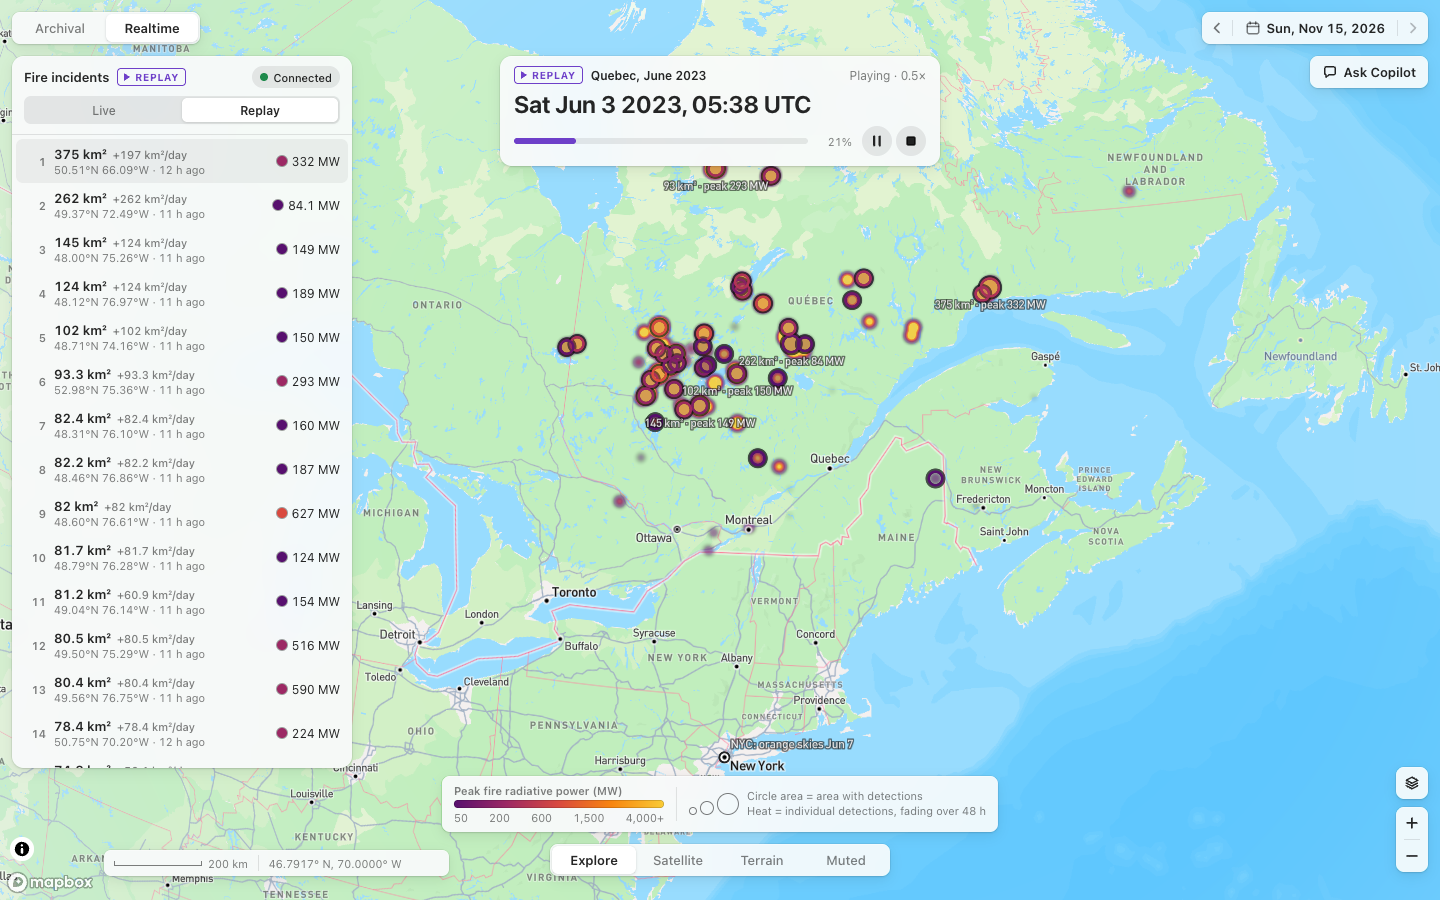 Archival
Realtime
Sun, Nov 15, 2026
Ask Copilot
MANITOBA
Fire incidents
REPLAY
Connected
Live
Replay
1 375 km² +197 km²/day 332 MW
50.51°N 66.09°W · 12 h ago
2 262 km² +262 km²/day 84.1 MW
49.37°N 72.49°W · 11 h ago
3 145 km² +124 km²/day 149 MW
48.00°N 75.26°W · 11 h ago
4 124 km² +124 km²/day 189 MW
48.12°N 76.97°W · 11 h ago
5 102 km² +102 km²/day 150 MW
48.71°N 74.16°W · 11 h ago
6 93.3 km² +93.3 km²/day 293 MW
52.98°N 75.36°W · 11 h ago
7 82.4 km² +82.4 km²/day 160 MW
48.31°N 76.10°W · 11 h ago
8 82.2 km² +82.2 km²/day 187 MW
48.46°N 76.86°W · 11 h ago
9 82 km² +82 km²/day 627 MW
48.60°N 76.61°W · 11 h ago
10 81.7 km² +81.7 km²/day 124 MW
48.79°N 76.28°W · 11 h ago
11 81.2 km² +60.9 km²/day 154 MW
49.04°N 76.14°W · 11 h ago
12 80.5 km² +80.5 km²/day 516 MW
49.50°N 75.29°W · 11 h ago
13 80.4 km² +80.4 km²/day 590 MW
49.56°N 76.75°W · 11 h ago
14 78.4 km² +78.4 km²/day 224 MW
50.75°N 70.20°W · 12 h ago
REPLAY
Quebec, June 2023
Playing · 0.5×
Sat Jun 3 2023, 05:38 UTC
21%
93 km² · peak 293 MW
NEWFOUNDLAND
AND
LABRADOR
ONTARIO
QUÉBEC
375 km² · peak 332 MW
262 km² · peak 84 MW
102 km² · peak 150 MW
145 km² · peak 149 MW
Gaspé
Newfoundland
St. Joh
Quebec
NEW
BRUNSWICK
PRINCE
EDWARD
ISLAND
Fredericton
Moncton
Saint John
NOVA
SCOTIA
MICHIGAN
Montreal
Ottawa
MAINE
Toronto
VERMONT
Lansing
London
Detroit
Buffalo
Syracuse
Concord
NEW YORK
Albany
Toledo
Cleveland
MASSACHUSETTS
Providence
CONNECTICUT
OHIO
PENNSYLVANIA
NYC: orange skies Jun 7
Harrisburg
New York
Cincinnati
Louisville
KENTUCKY
DELAWARE
Peak fire radiative power (MW)
50 200 600 1,500 4,000+
Circle area = area with detections
Heat = individual detections, fading over 48 h
200 km
46.7917° N, 70.0000° W
Explore
Satellite
Terrain
Muted
mapbox
Memphis
VIRGINIA
TENNESSEE